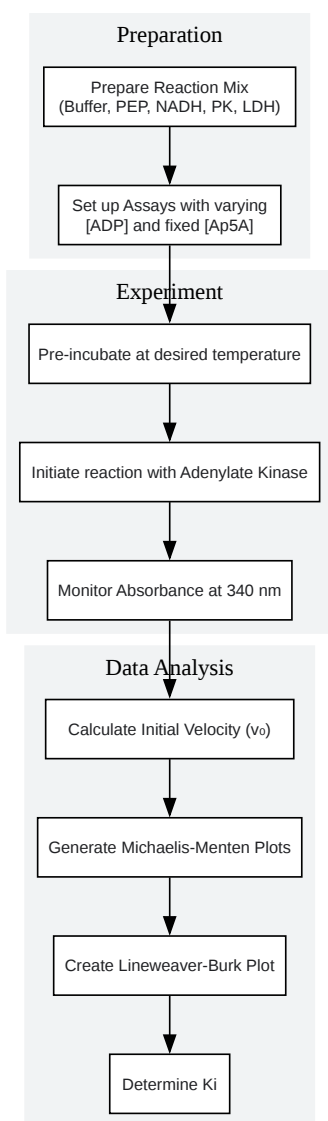 Preparation
Prepare Reaction Mix
(Buffer, PEP, NADH, PK, LDH)
Set up Assays with varying
[ADP] and fixed [Ap5A]
Experiment
Pre-incubate at desired temperature
Initiate reaction with Adenylate Kinase
Monitor Absorbance at 340 nm
Data Analysis
Calculate Initial Velocity (v₀)
Generate Michaelis-Menten Plots
Create Lineweaver-Burk Plot
Determine Ki